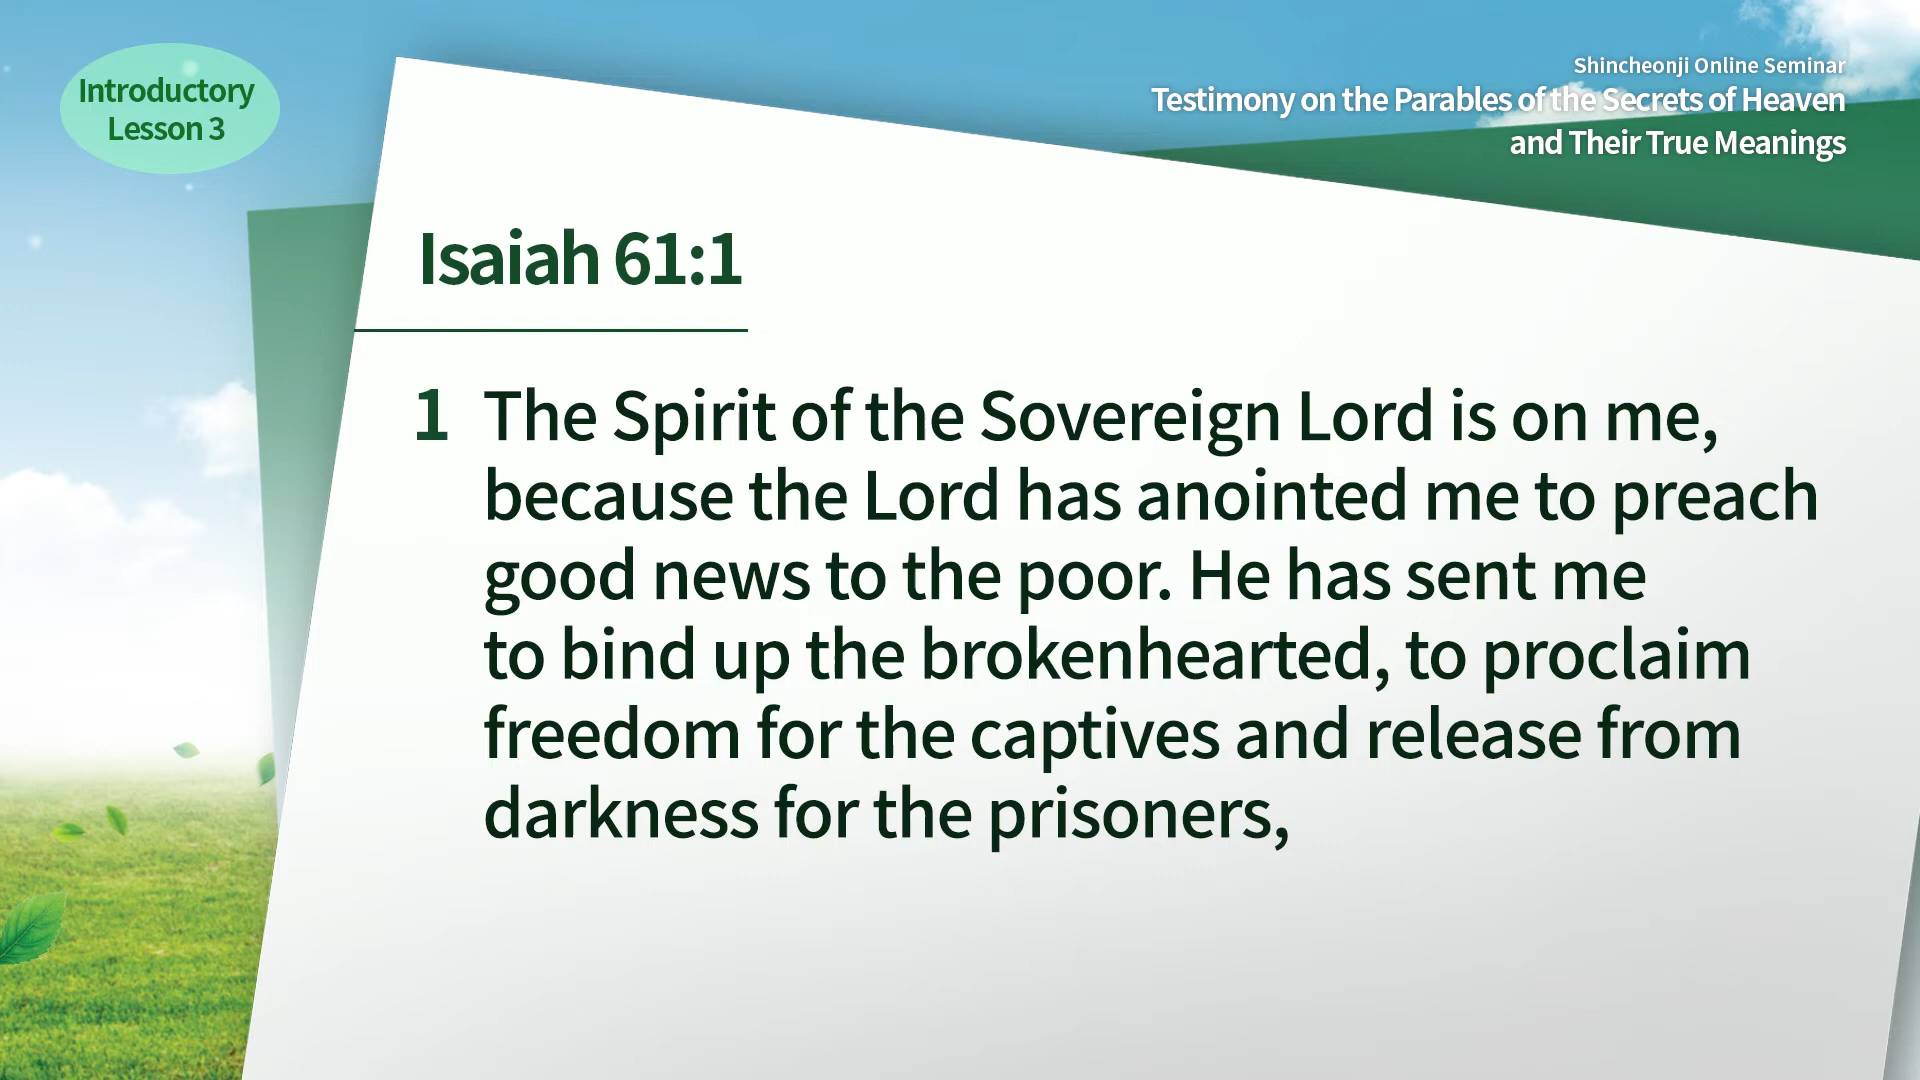 Introductory
Lesson 3
Shincheonji Online Seminar
Testimony on the Parables of the Secrets of Heaven
and Their True Meanings
Isaiah 61:1
1 The Spirit of the Sovereign Lord is on me,
because the Lord has anointed me to preach
good news to the poor. He has sent me
to bind up the brokenhearted, to proclaim
freedom for the captives and release from
darkness for the prisoners,